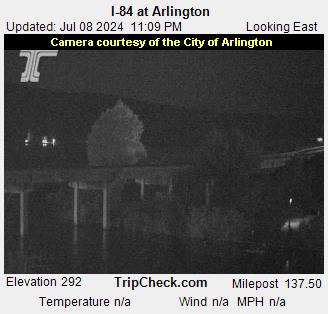 I-84 at Arlington
Updated: Jul 08 2024 11:09 PM Looking East
Camera courtesy of the City of Arlington
Elevation 292 TripCheck.com Milepost 137.50
Temperature n/a Wind n/a MPH n/a